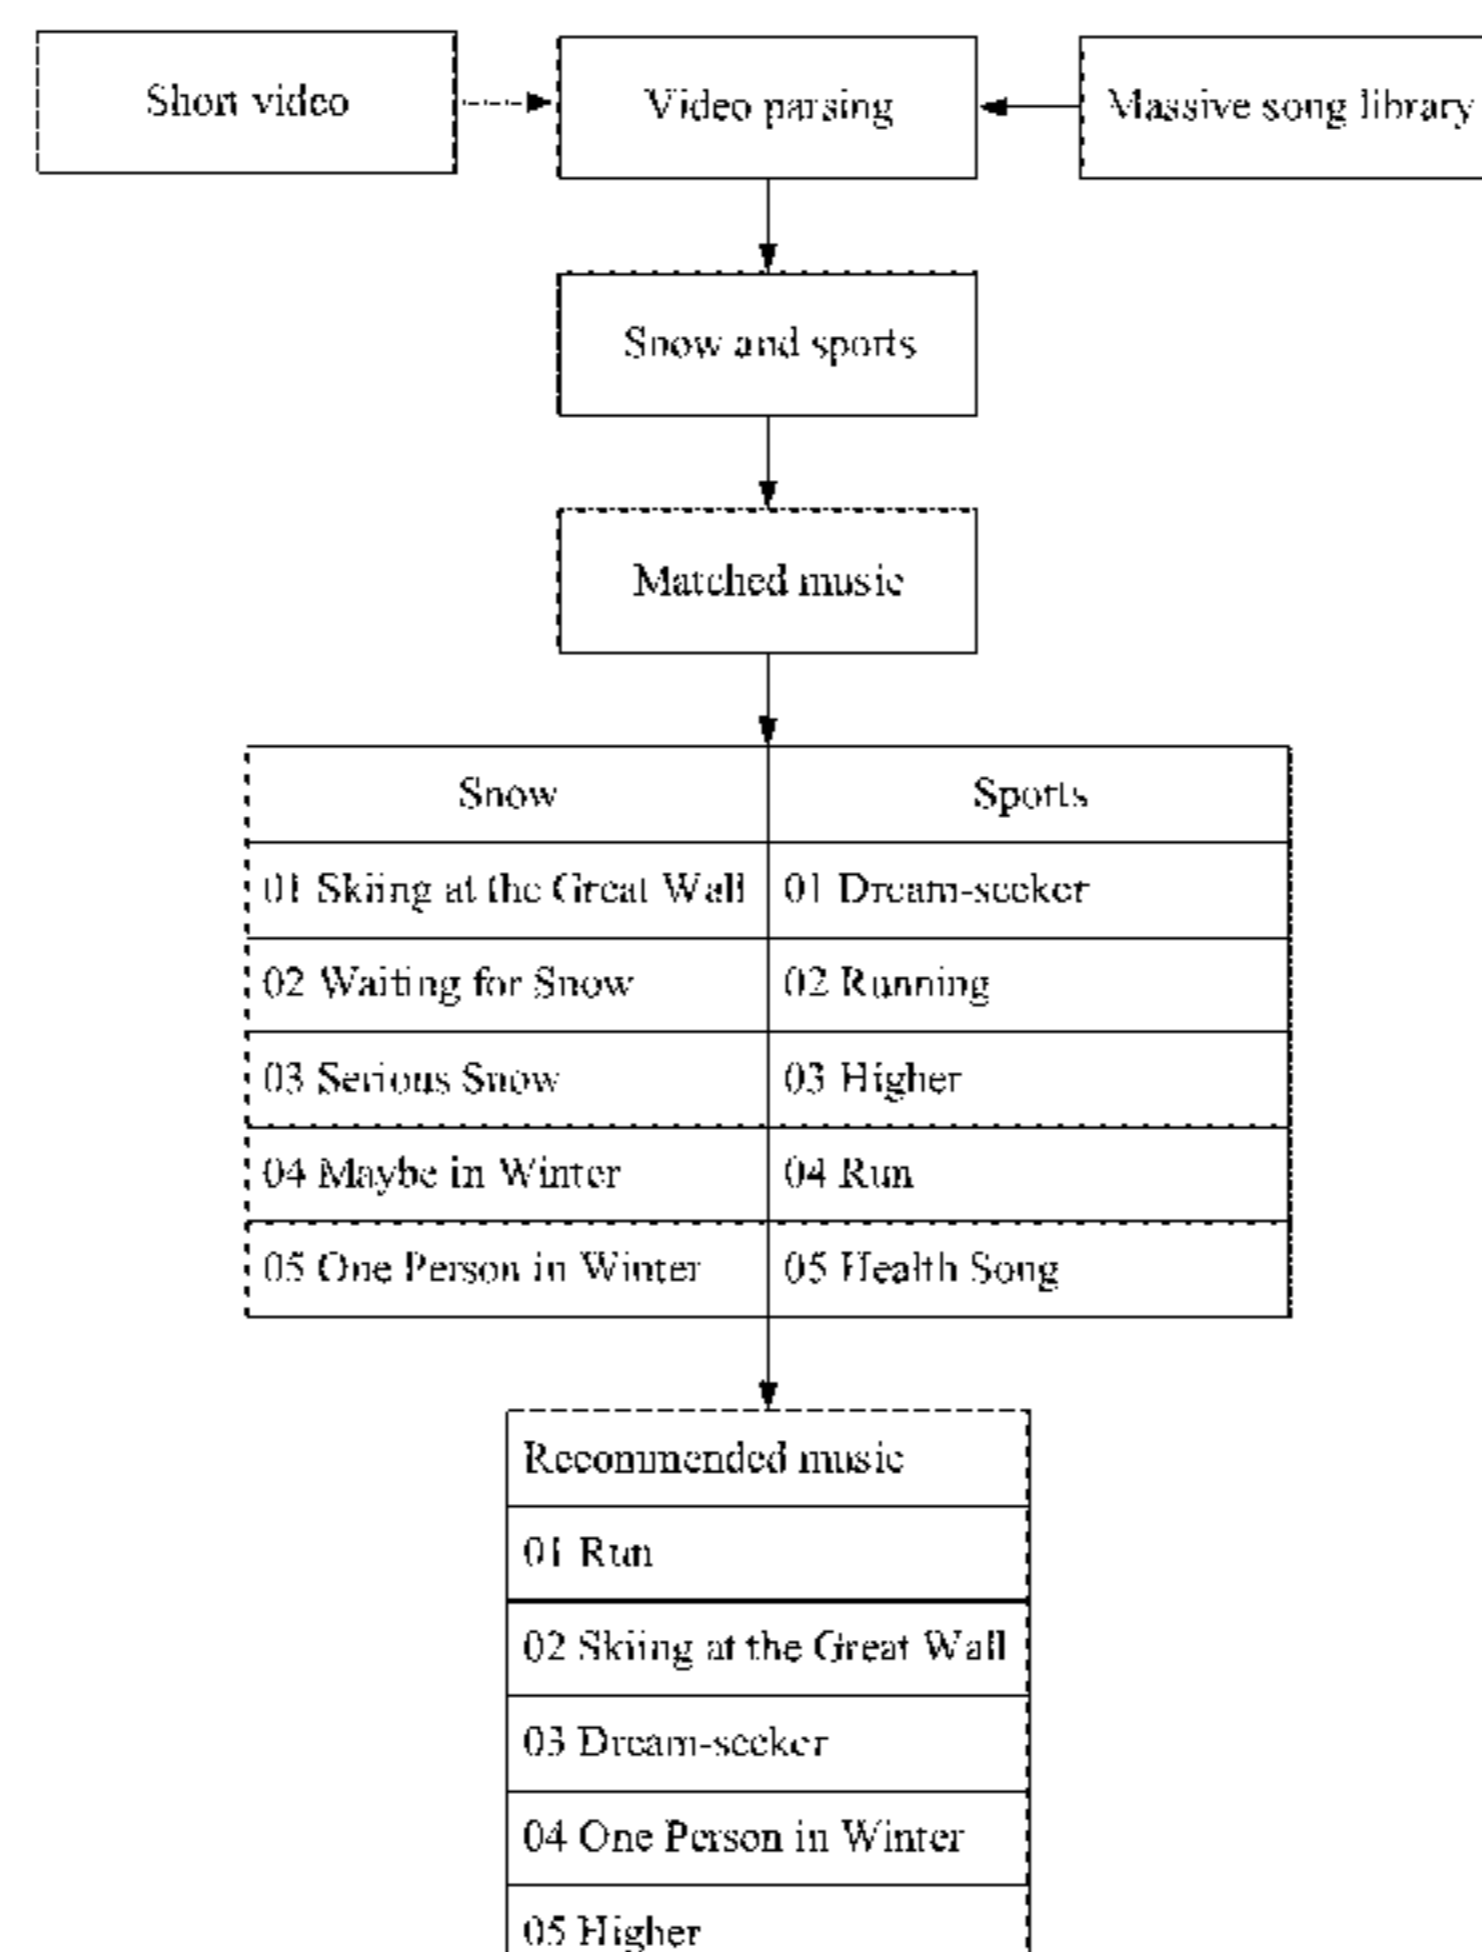 Short video
Video parsing
Massive song library
Snow and sports
Matched music
Snow
Sports
01 Skiing at the Great Wall
01 Dream-seeker
02 Waiting for Snow
02 Running
03 Serious Snow
03 Higher
04 Maybe in Winter
04 Run
05 One Person in Winter
05 Health Song
Recommended music
01 Run
02 Skiing at the Great Wall
03 Dream-seeker
04 One Person in Winter
05 Higher